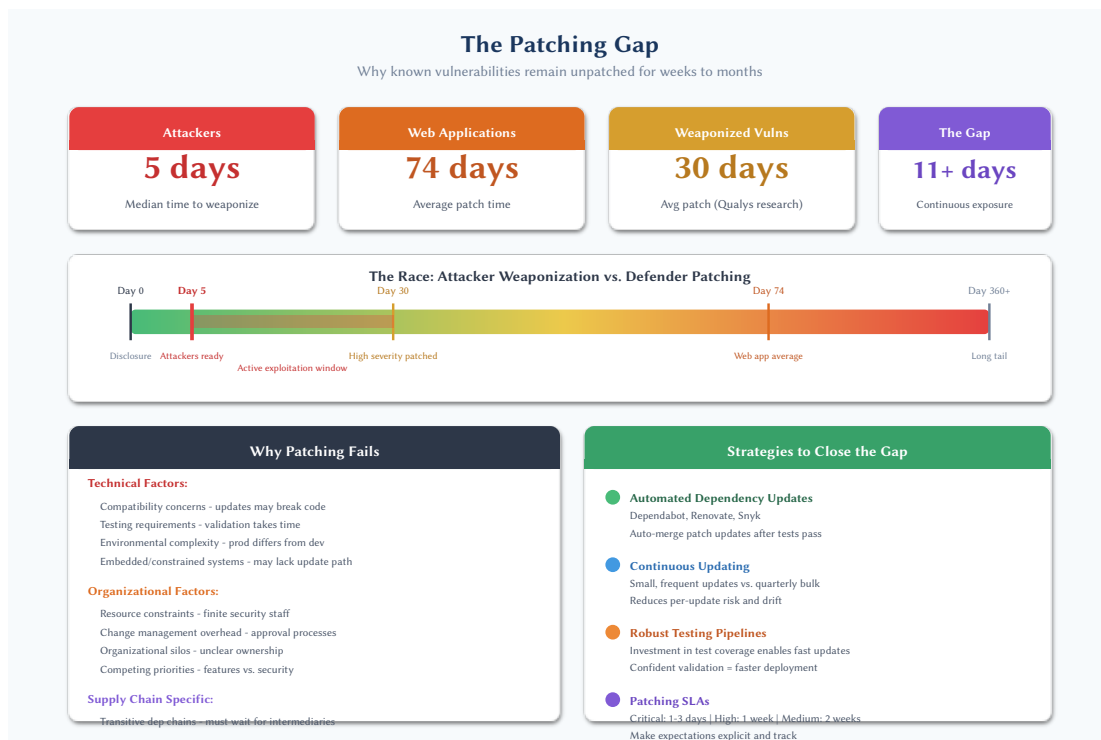 The Patching Gap
Why known vulnerabilities remain unpatched for weeks to months
Attackers
5 days
Median time to weaponize
Web Applications
74 days
Average patch time
Weaponized Vulns
30 days
Avg patch (Qualys research)
The Gap
11+ days
Continuous exposure
The Race: Attacker Weaponization vs. Defender Patching
Day 0
Day 5
Day 30
Day 74
Day 360+
Disclosure
Attackers ready
High severity patched
Web app average
Long tail
Active exploitation window
Why Patching Fails
Technical Factors:
Compatibility concerns - updates may break code
Testing requirements - validation takes time
Environmental complexity - prod differs from dev
Embedded/constrained systems - may lack update path
Organizational Factors:
Resource constraints - finite security staff
Change management overhead - approval processes
Organizational silos - unclear ownership
Competing priorities - features vs. security
Supply Chain Specific:
Transitive dep chains - must wait for intermediaries
Strategies to Close the Gap
Automated Dependency Updates
Dependabot, Renovate, Snyk
Auto-merge patch updates after tests pass
Continuous Updating
Small, frequent updates vs. quarterly bulk
Reduces per-update risk and drift
Robust Testing Pipelines
Investment in test coverage enables fast updates
Confident validation = faster deployment
Patching SLAs
Critical: 1-3 days | High: 1 week | Medium: 2 weeks
Make expectations explicit and track